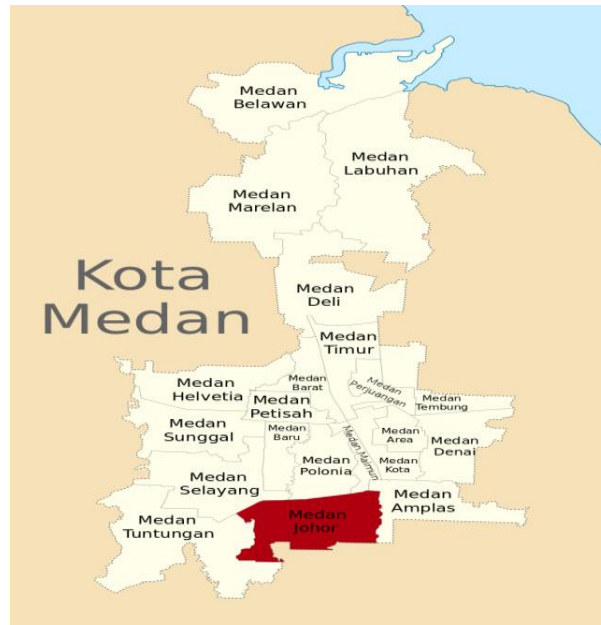 Medan
Belawan
Medan
Labuhan
Medan
Marelan
Kota
Medan
Medan
Deli
Medan
Timur
Medan
Helvetia
Medan
Barat
Medan
Perjuangan
Medan
Petisah
Medan
Tembung
Medan
Sunggal
Medan
Baru
Medan Maimun
Medan
Area
Medan
Denai
Medan
Polonia
Medan
Kota
Medan
Selayang
Medan
Amplas
Medan
Tuntungan
Medan
Johor